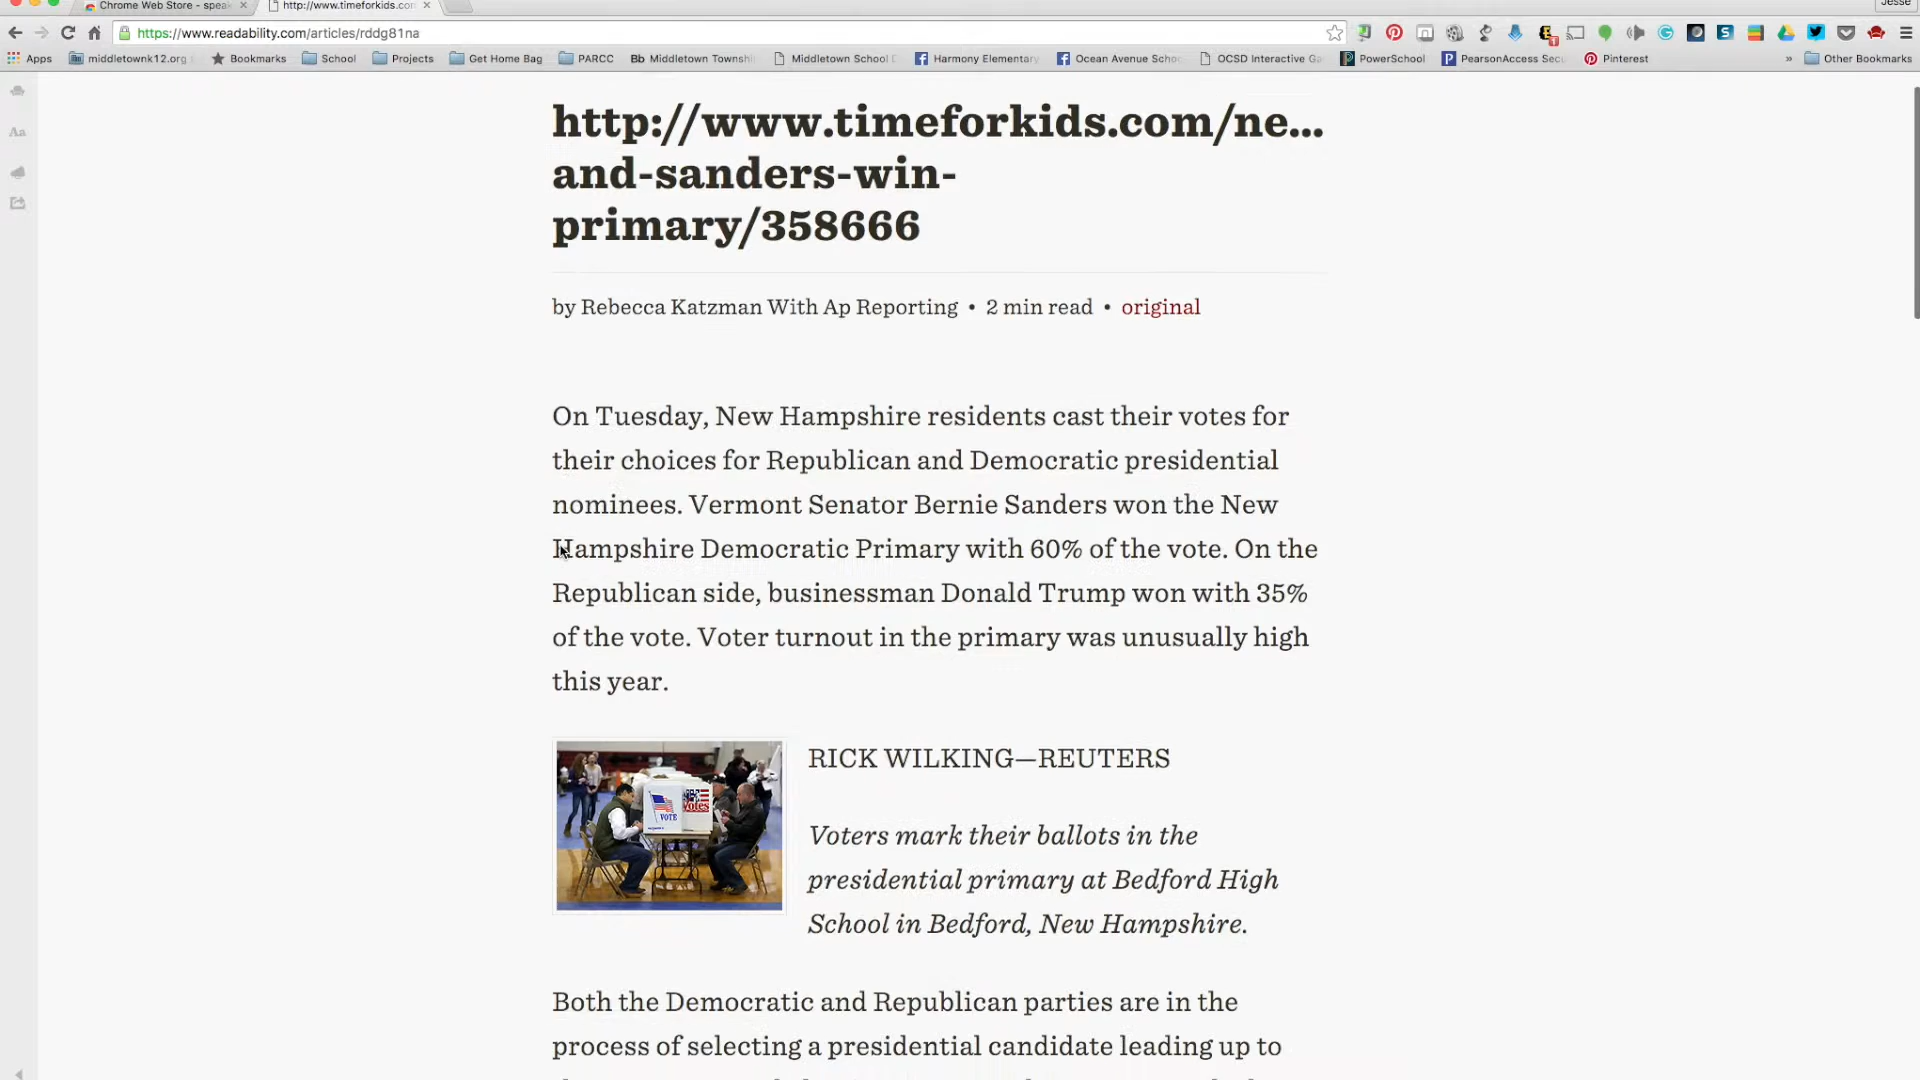 Chrome Web Store - speak
http://www.timeforkids.com
Jesse
https://www.readability.com/articles/rddg81na
Apps middletownk12.org Bookmarks School Projects Get Home Bag PARCC Bb Middletown Townshi Middletown School D Harmony Elementary Ocean Avenue Schoo OCSD Interactive Ga PowerSchool PearsonAccess Secu Pinterest » Other Bookmarks
Aa
http://www.timeforkids.com/ne...
and-sanders-win-
primary/358666
by Rebecca Katzman With Ap Reporting • 2 min read • original
On Tuesday, New Hampshire residents cast their votes for
their choices for Republican and Democratic presidential
nominees. Vermont Senator Bernie Sanders won the New
Hampshire Democratic Primary with 60% of the vote. On the
Republican side, businessman Donald Trump won with 35%
of the vote. Voter turnout in the primary was unusually high
this year.
VOTE
RICK WILKING—REUTERS
Voters mark their ballots in the
presidential primary at Bedford High
School in Bedford, New Hampshire.
Both the Democratic and Republican parties are in the
process of selecting a presidential candidate leading up to